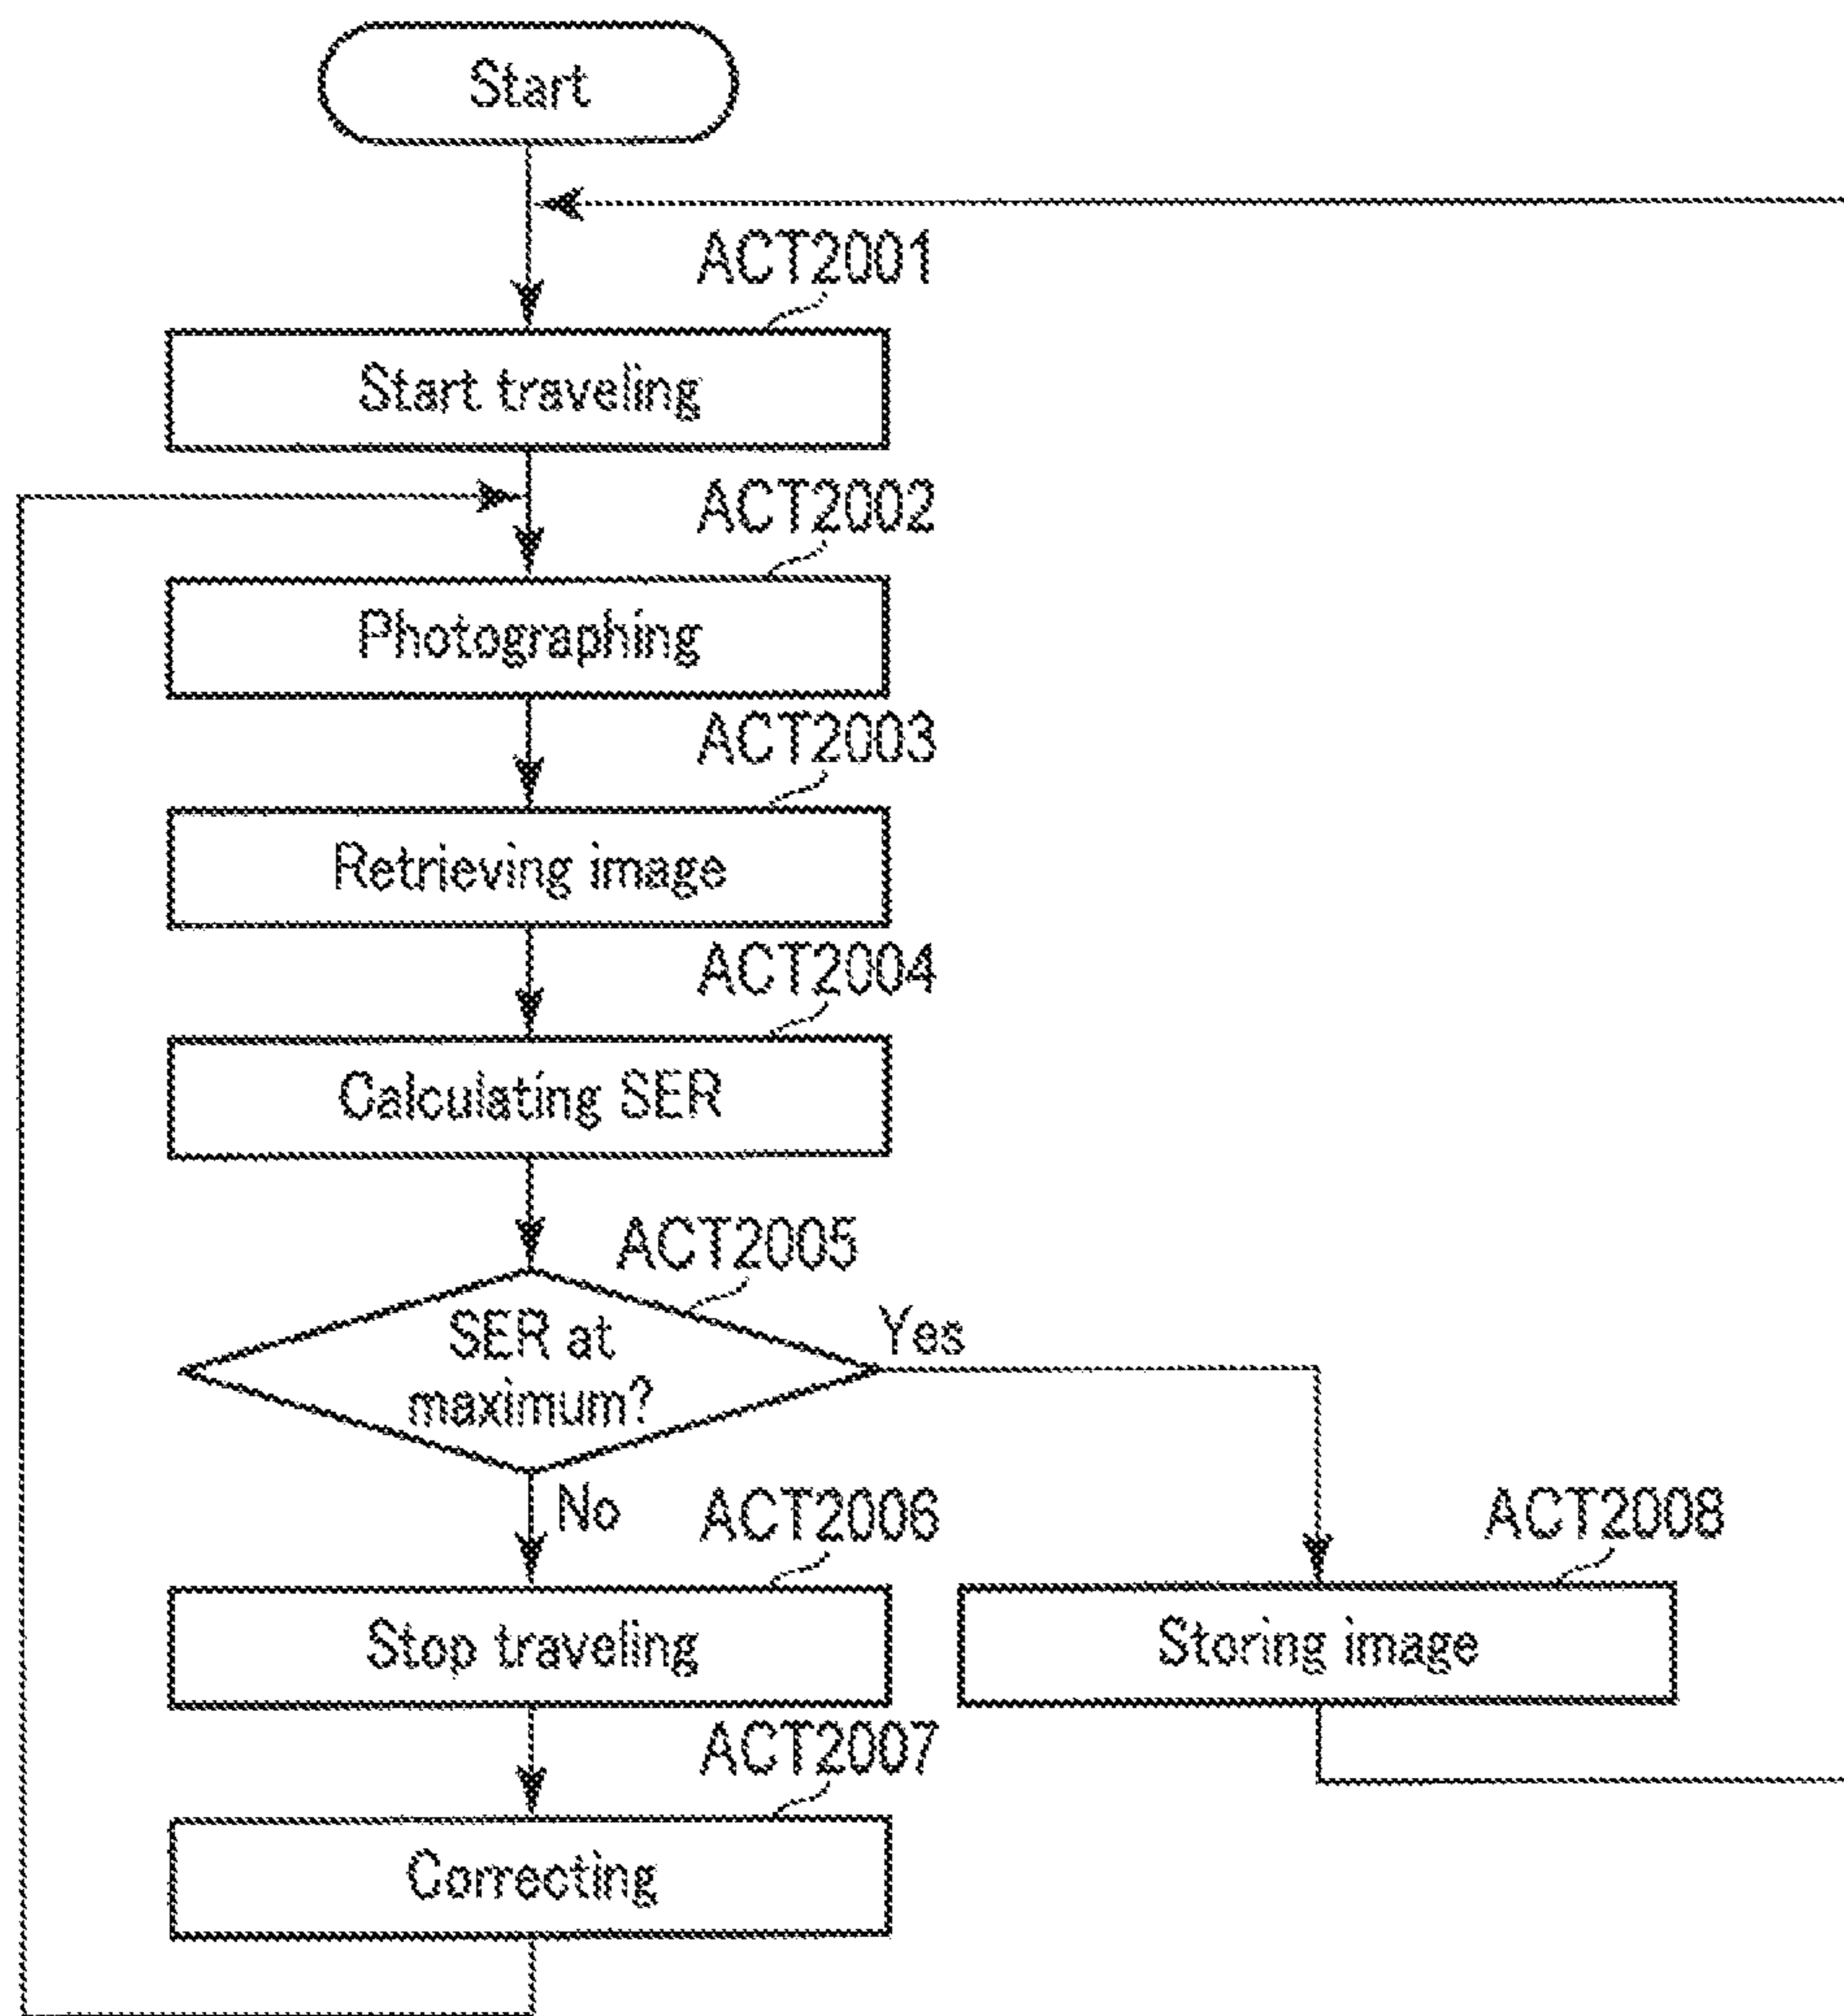 Start
ACT2001
Start traveling
ACT2002
Photographing
ACT2003
Retrieving image
ACT2004
Calculating SER
ACT2005
SER at
maximum?
Yes
No
ACT2006
Stop traveling
ACT2008
Storing image
ACT2007
Correcting